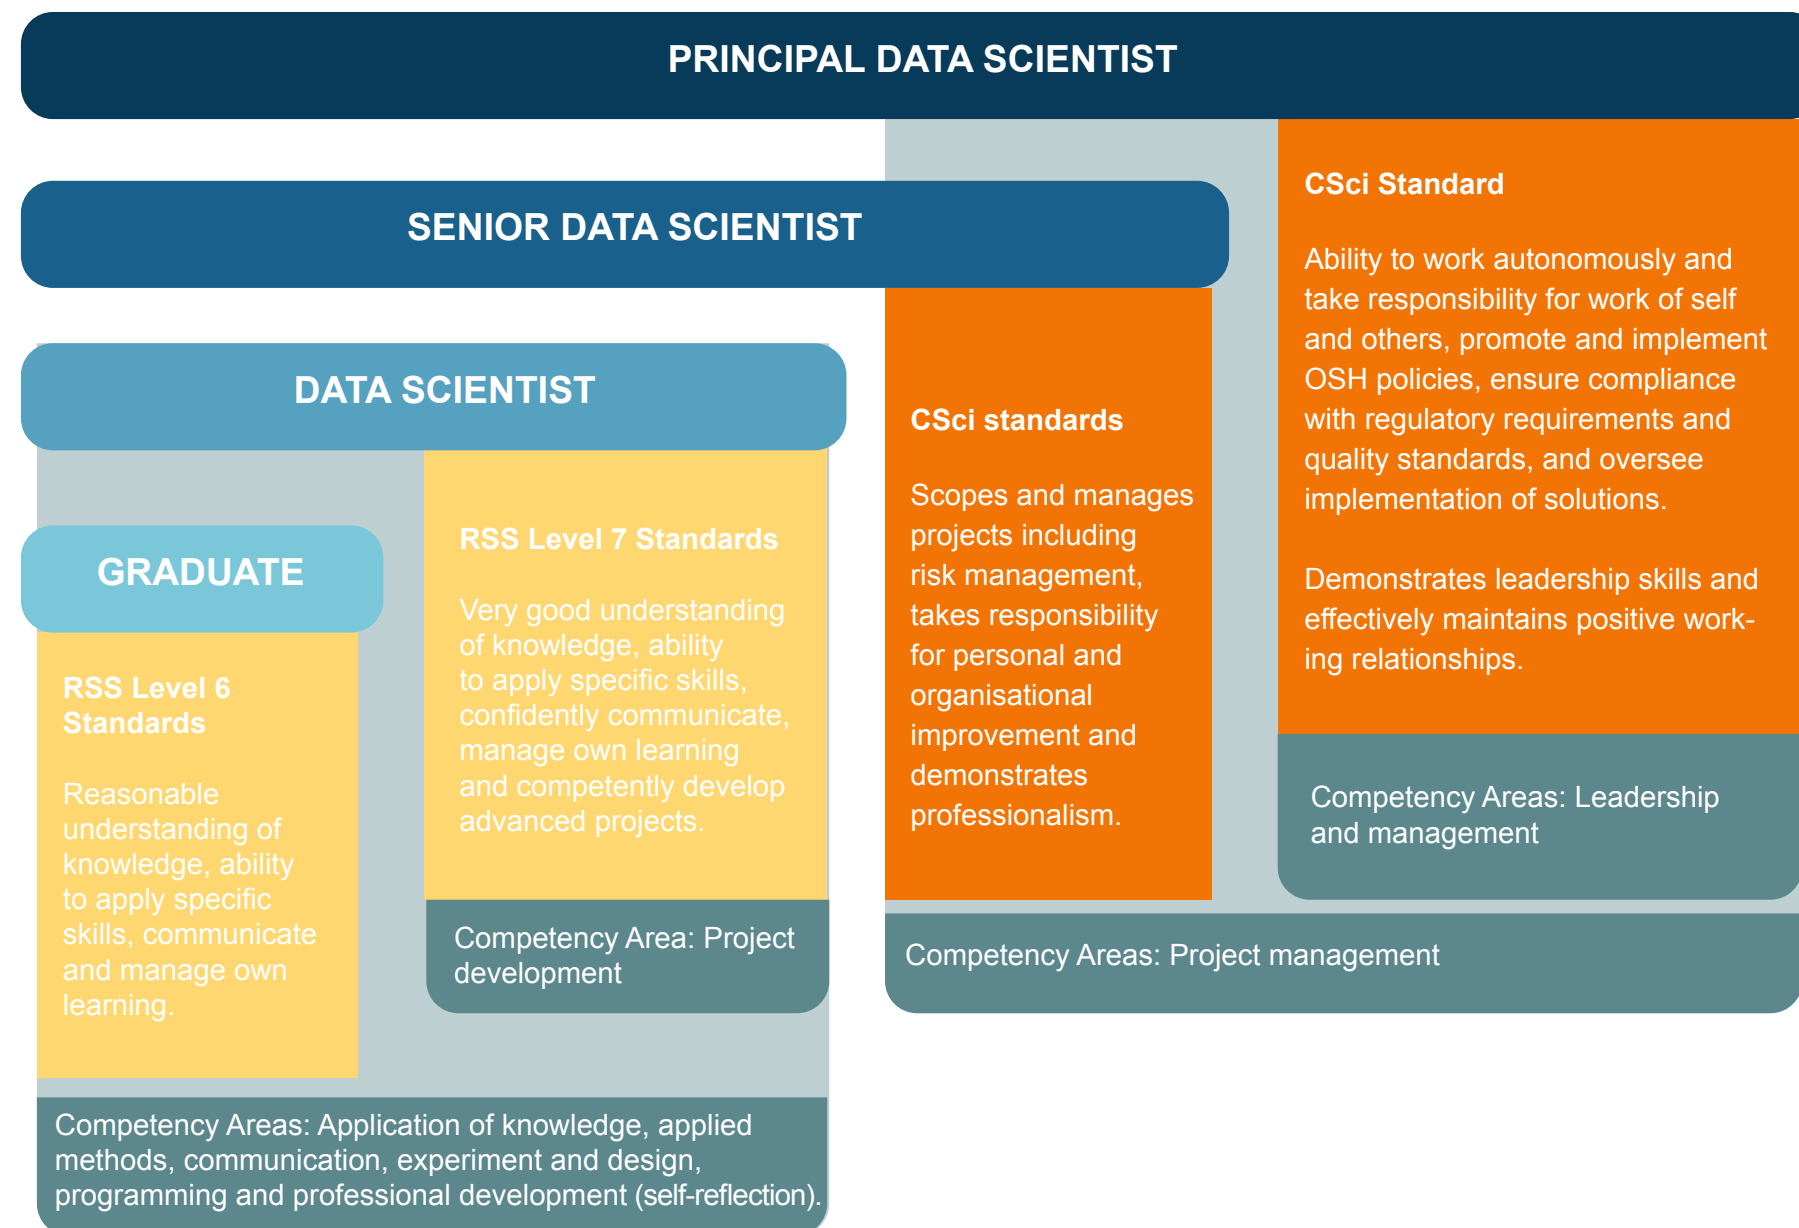 PRINCIPAL DATA SCIENTIST
SENIOR DATA SCIENTIST
DATA SCIENTIST
GRADUATE
RSS Level 6
Standards
Reasonable
understanding of
knowledge, ability
to apply specific
skills, communicate
and manage own
learning.
RSS Level 7 Standards
Very good understanding
of knowledge, ability
to apply specific skills,
confidently communicate,
manage own learning
and competently develop
advanced projects.
Competency Area: Project
development
Competency Areas: Application of knowledge, applied
methods, communication, experiment and design,
programming and professional development (self-reflection).
CSci standards
Scopes and manages
projects including
risk management,
takes responsibility
for personal and
organisational
improvement and
demonstrates
professionalism.
CSci Standard
Ability to work autonomously and
take responsibility for work of self
and others, promote and implement
OSH policies, ensure compliance
with regulatory requirements and
quality standards, and oversee
implementation of solutions.
Demonstrates leadership skills and
effectively maintains positive work-
ing relationships.
Competency Areas: Leadership
and management
Competency Areas: Project management